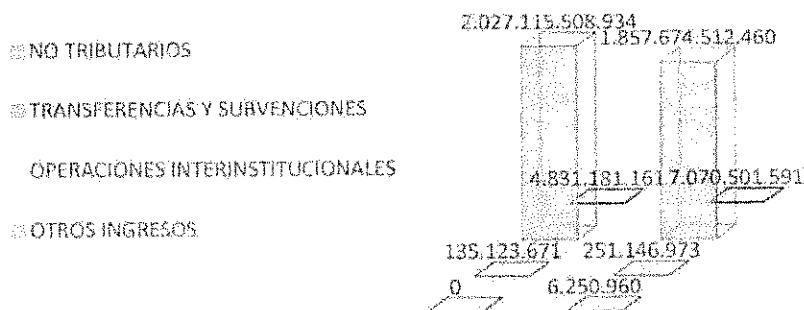 2.027.115.508.934
1.857.674.512.460
NO TRIBUTARIOS
TRANSFERENCIAS Y SUBVENCIONES
OPERACIONES INTERINSTITUCIONALES
4.831.181.161 7.070.501.591
OTROS INGRESOS
135.123.671 251.146.973
0 6.250.960